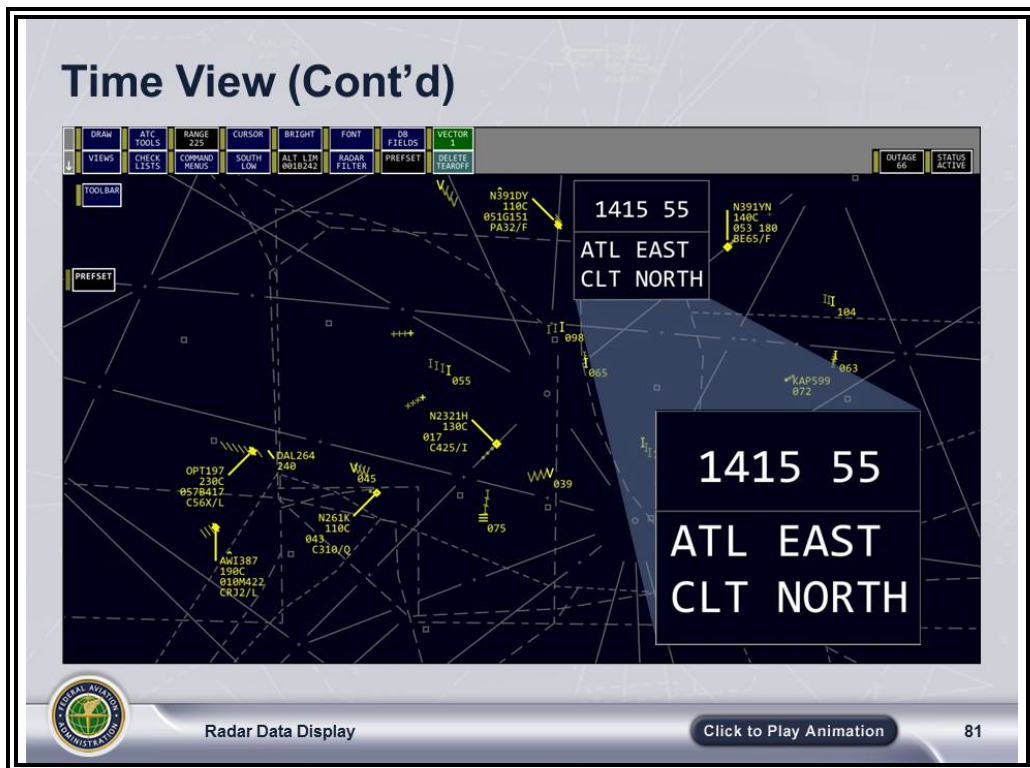 Time View (Cont'd)
DRAW
ATC TOOLS
RANGE 225
CURSOR
BRIGHT
FONT
DB FIELDS
VECTOR 1
VIEWS
CHECK LISTS
COMMAND MENUS
SOUTH LOW
ALT LIM 001B242
RADAR FILTER
PREFSET
DELETE TEAROFF
OUTAGE 66
STATUS ACTIVE
TOOLBAR
N391DY
110C
051G151
PA32/F
1415 55
ATL EAST
CLT NORTH
N391YN
140C
053 180
BE65/F
PREFSET
104
098
055
065
063
KAP599
072
N2321H
130C
017
C425/I
OPT197
230C
057B417
C56X/L
DAL264
240
045
039
N261K
110C
043
C310/Q
075
AWI387
190C
010M422
CRJ2/L
1415 55
ATL EAST
CLT NORTH
FEDERAL AVIATION ADMINISTRATION
Radar Data Display
Click to Play Animation
81